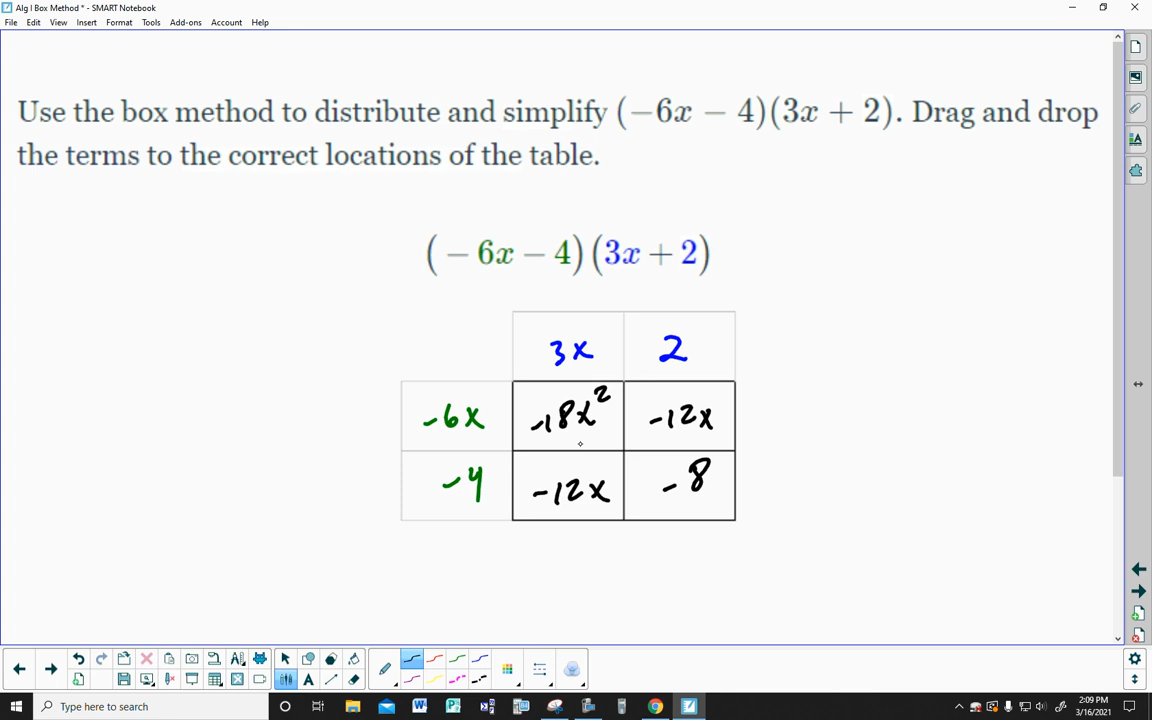 Alg I Box Method * - SMART Notebook
File Edit View Insert Format Tools Add-ons Account Help
Use the box method to distribute and simplify (−6x − 4)(3x + 2). Drag and drop
the terms to the correct locations of the table.
(− 6x − 4)(3x + 2)
3x 2
-6x -18x² -12x
-4 -12x -8
Type here to search
2:09 PM
3/16/2021